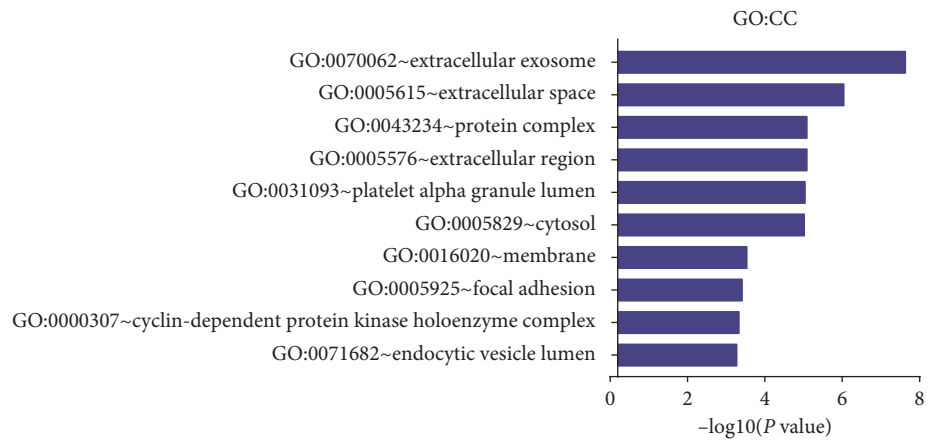 GO:CC
GO:0070062~extracellular exosome
GO:0005615~extracellular space
GO:0043234~protein complex
GO:0005576~extracellular region
GO:0031093~platelet alpha granule lumen
GO:0005829~cytosol
GO:0016020~membrane
GO:0005925~focal adhesion
GO:0000307~cyclin-dependent protein kinase holoenzyme complex
GO:0071682~endocytic vesicle lumen
0 2 4 6 8
–log10(P value)